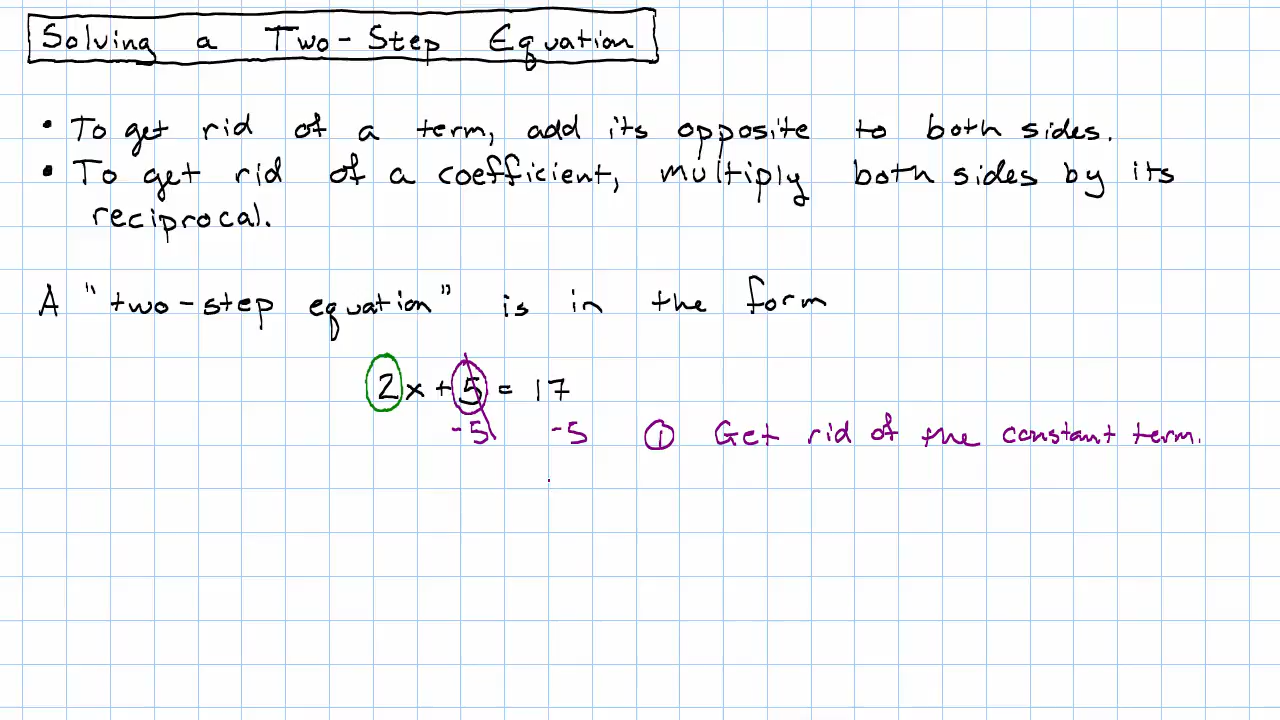 Solving a Two-Step Equation
• To get rid of a term, add its opposite to both sides.
• To get rid of a coefficient, multiply both sides by its
reciprocal.
A "two-step equation" is in the form
2x + 5 = 17
-5 -5 ① Get rid of the constant term.